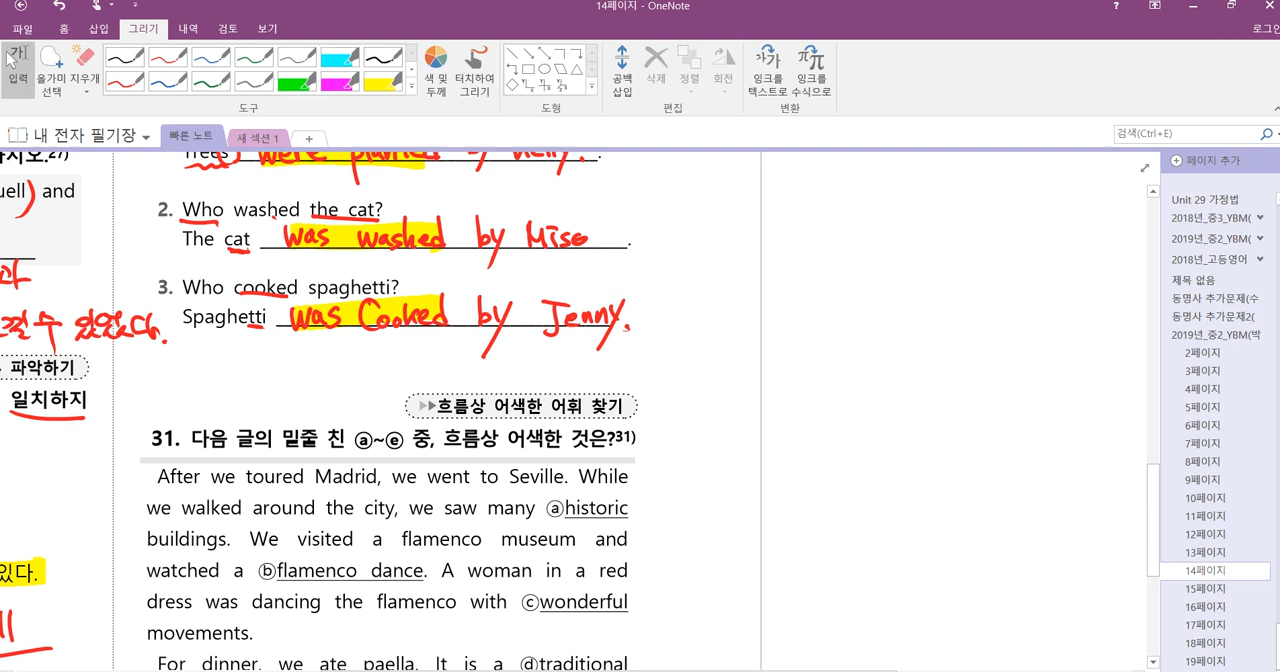 14페이지 - OneNote
?
로그인
파일 홈 삽입 그리기 내역 검토 보기
입력 올가미 선택 지우개 색 및 두께 터치하여 그리기 공백 삽입 삭제 정렬 회전 잉크를 텍스트로 잉크를 수식으로
도구 도형 편집 변환
내 전자 필기장 빠른 노트 새 섹션 1 +
검색(Ctrl+E)
페이지 추가
Unit 29 가정법
2018년_중3_YBM(
2019년_중2_YBM(
2018년_고등영어
제목 없음
동명사 추가문제(수
동명사 추가문제2(
2019년_중2_YBM(박
2페이지
3페이지
4페이지
5페이지
6페이지
7페이지
8페이지
9페이지
10페이지
11페이지
12페이지
13페이지
14페이지
15페이지
16페이지
17페이지
18페이지
19페이지
시오.27)
uell) and
수 있었다.
파악하기
일치하지
있다.
Trees were planted by Kelly.
2. Who washed the cat?
The cat was washed by Miso.
3. Who cooked spaghetti?
Spaghetti was cooked by Jenny.
▶▶흐름상 어색한 어휘 찾기
31. 다음 글의 밑줄 친 ⓐ~ⓔ 중, 흐름상 어색한 것은?31)
After we toured Madrid, we went to Seville. While
we walked around the city, we saw many ⓐhistoric
buildings. We visited a flamenco museum and
watched a ⓑflamenco dance. A woman in a red
dress was dancing the flamenco with ⓒwonderful
movements.
For dinner, we ate paella. It is a ⓓtraditional